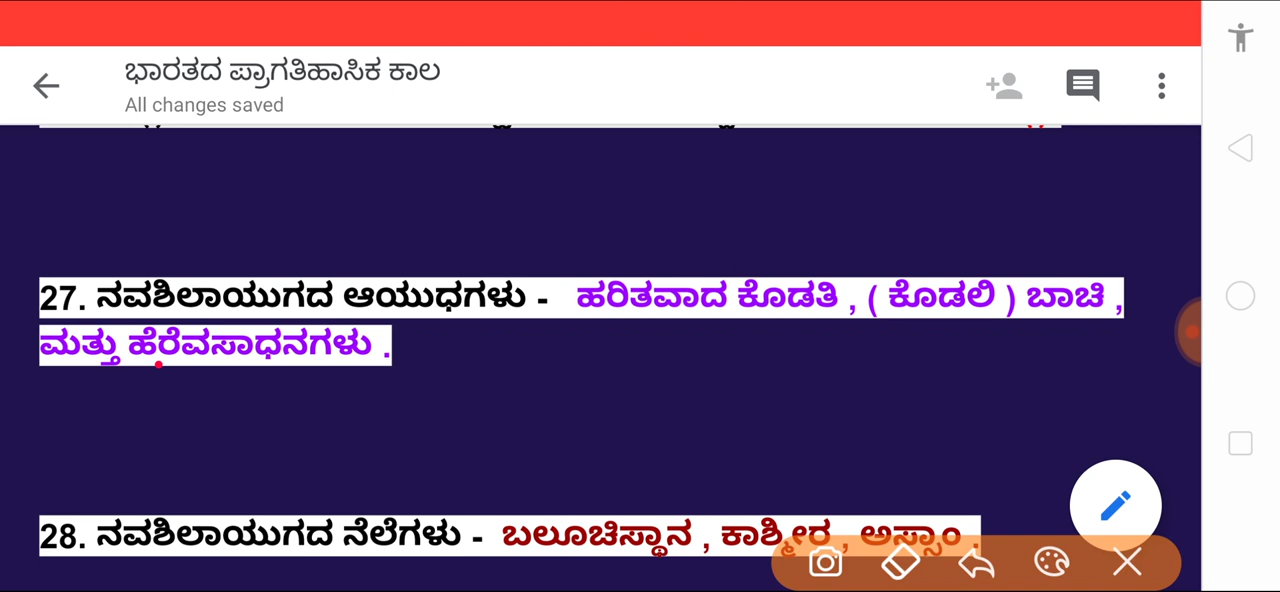 ಭಾರತದ ಪ್ರಾಗತಿಹಾಸಿಕ ಕಾಲ
All changes saved
27. ನವಶಿಲಾಯುಗದ ಆಯುಧಗಳು - ಹರಿತವಾದ ಕೊಡತಿ , ( ಕೊಡಲಿ ) ಬಾಚಿ ,
ಮತ್ತು ಹೆರೆವಸಾಧನಗಳು .
28. ನವಶಿಲಾಯುಗದ ನೆಲೆಗಳು - ಬಲೂಚಿಸ್ಥಾನ , ಕಾಶ್ಮೀರ , ಅಸ್ಸಾಂ .